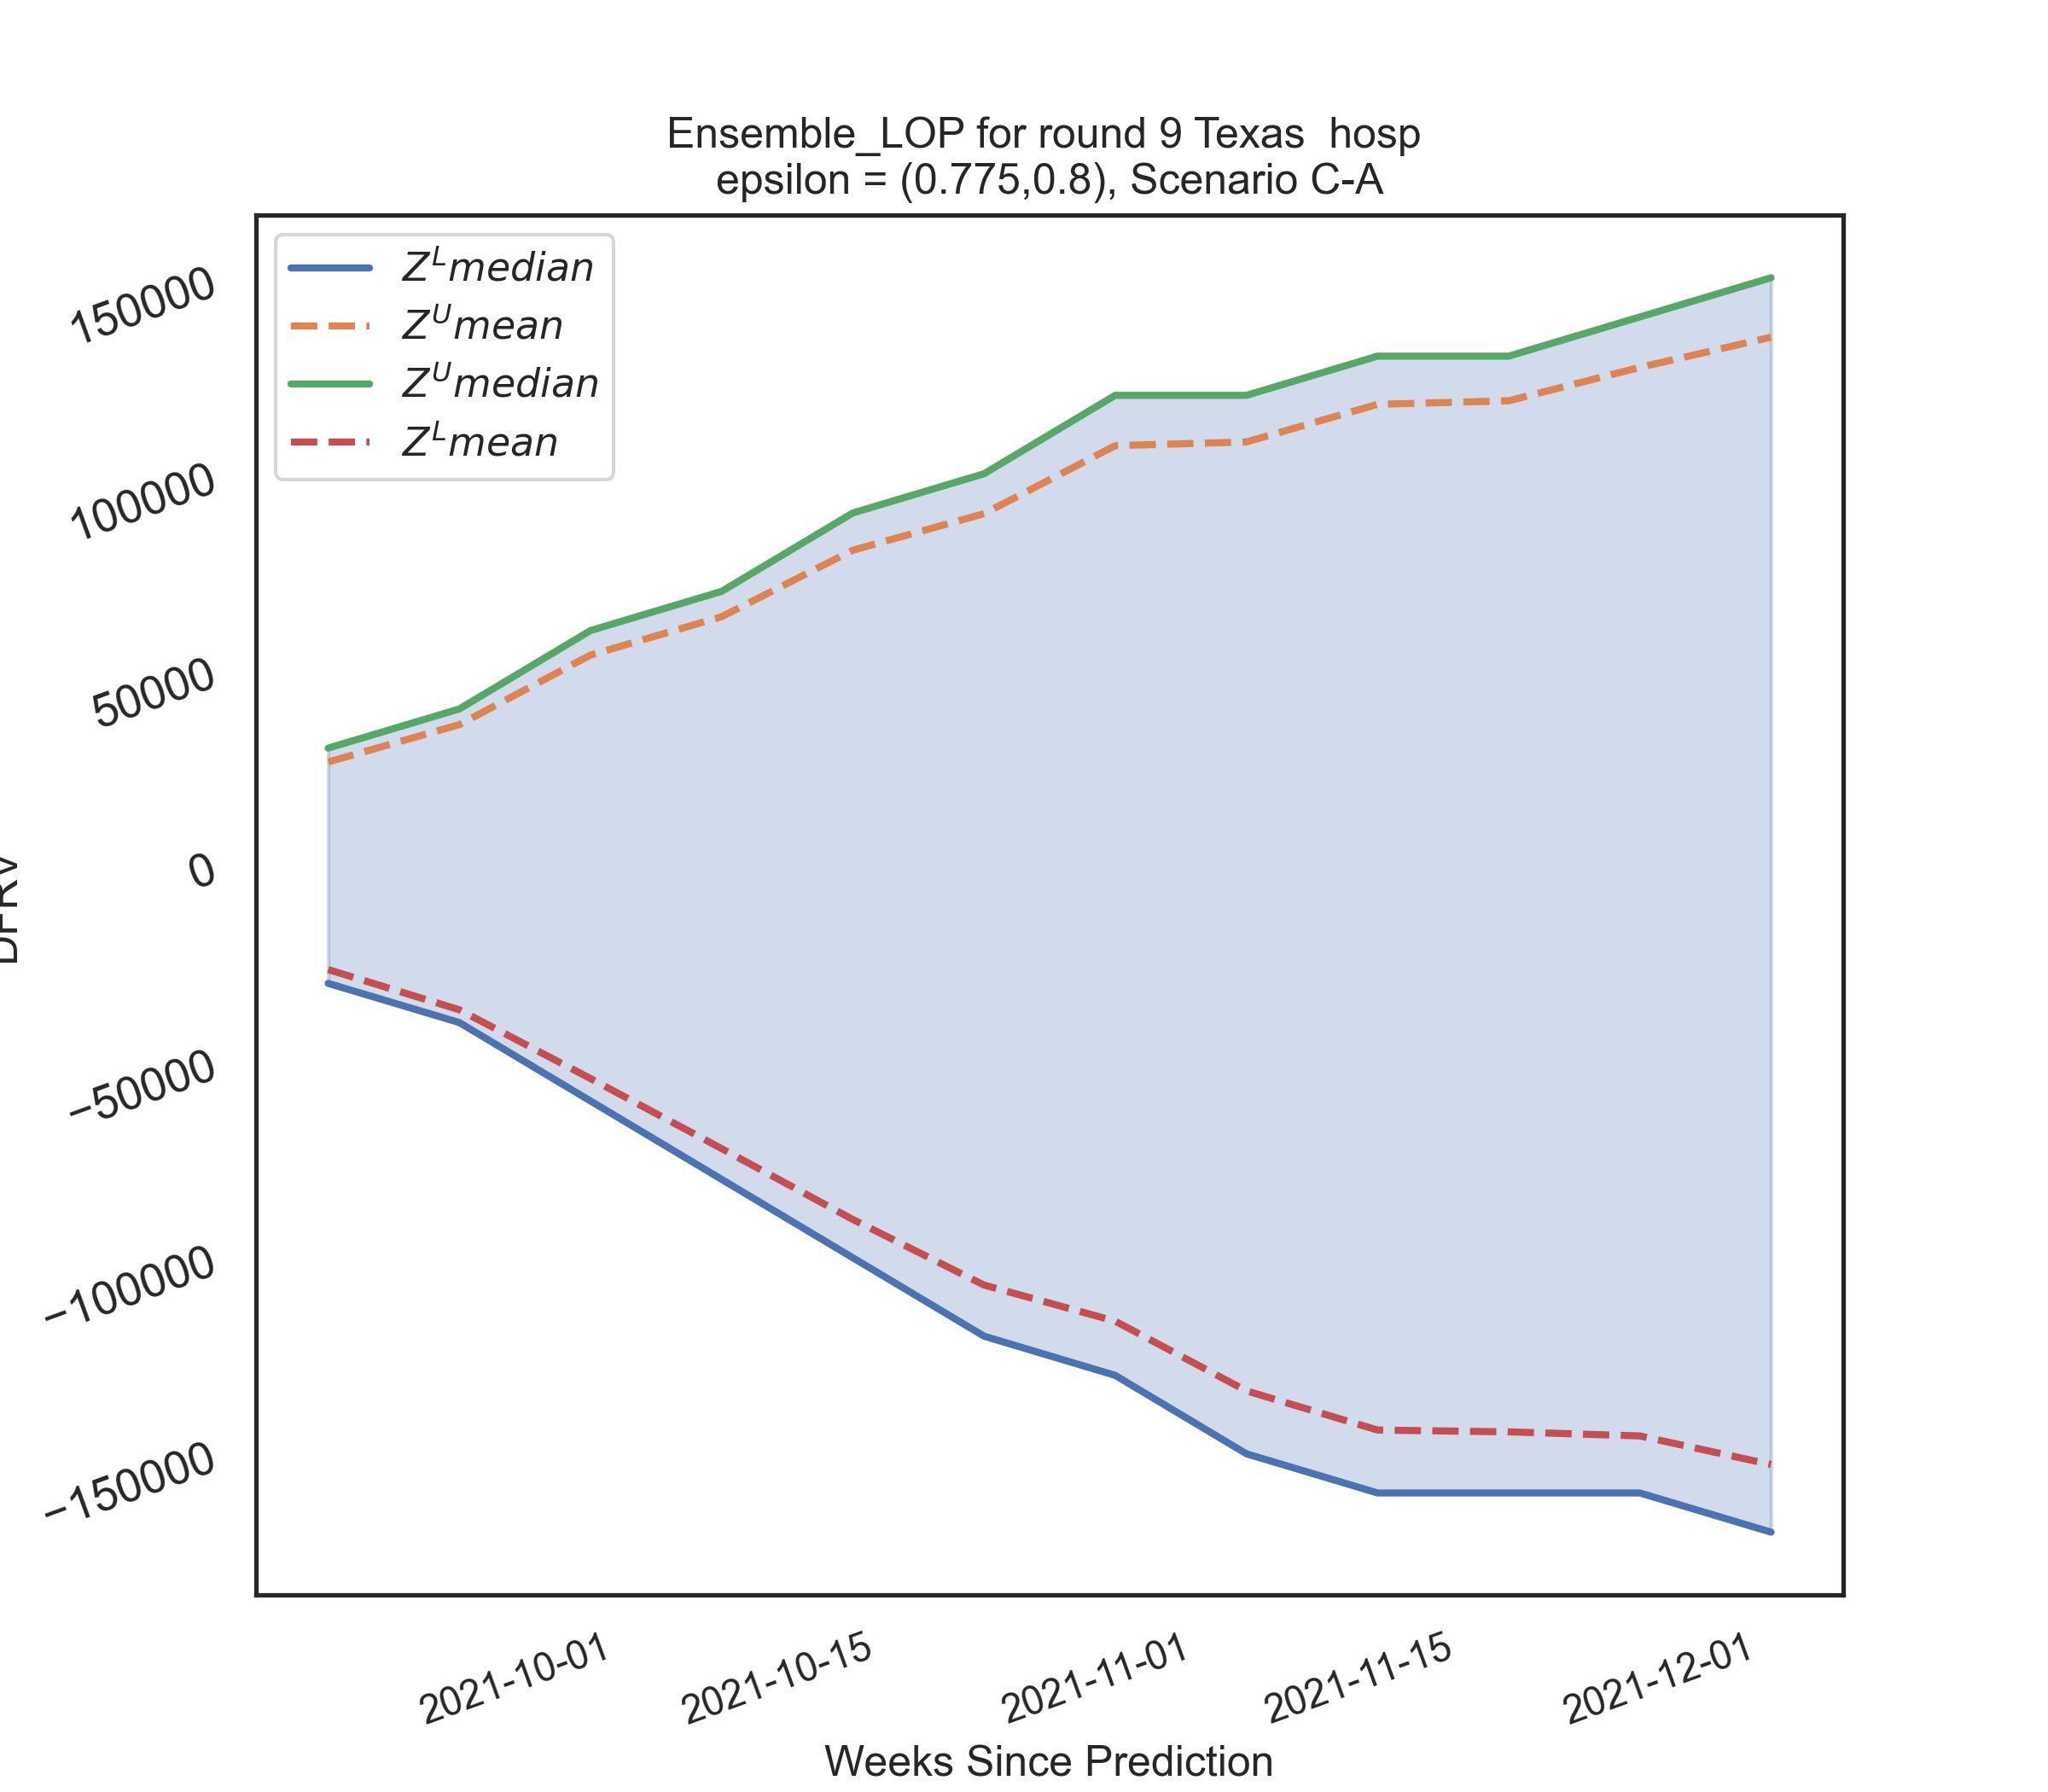 Ensemble_LOP for round 9 Texas  hosp
epsilon = (0.775,0.8), Scenario C-A
Z^L median
Z^U mean
Z^U median
Z^L mean
150000
100000
50000
0
−50000
−100000
−150000
2021-10-01
2021-10-15
2021-11-01
2021-11-15
2021-12-01
Weeks Since Prediction